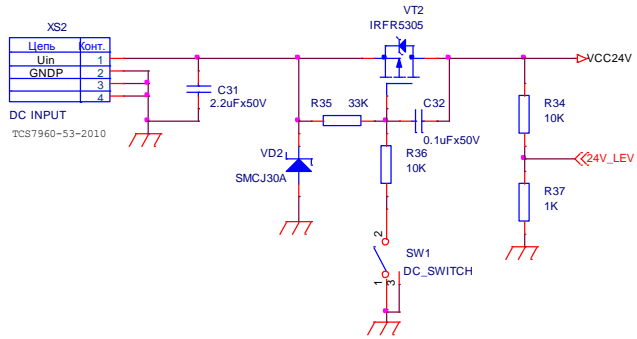 XS2
Цепь Конт.
Uin 1
GNDP 2
3
4
DC INPUT
TCS7960-53-2010
C31
2.2uFx50V
VD2
SMCJ30A
R35 33K
VT2
IRFR5305
C32
0.1uFx50V
R36
10K
2
SW1
DC_SWITCH
1
3
VCC24V
R34
10K
24V_LEV
R37
1K